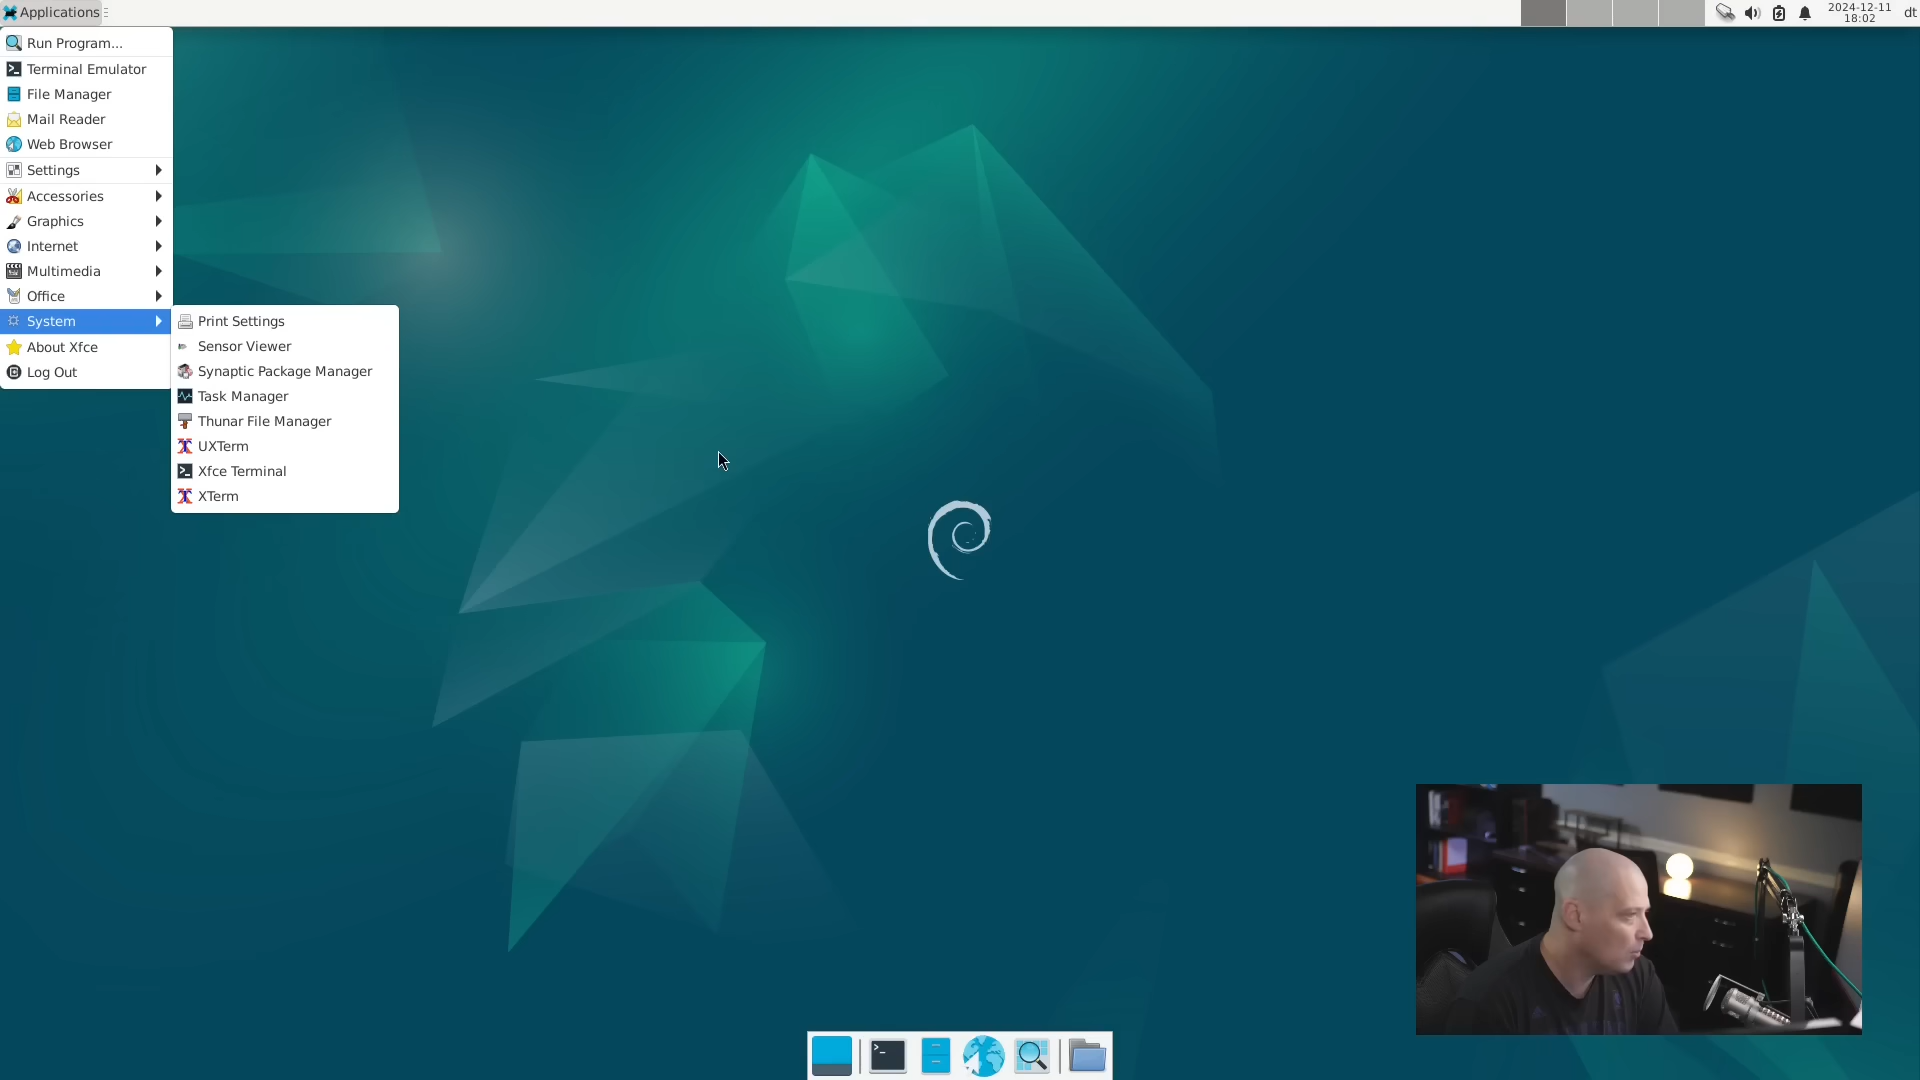 Applications
2024-12-11
18:02
dt
Run Program...
Terminal Emulator
File Manager
Mail Reader
Web Browser
Settings
Accessories
Graphics
Internet
Multimedia
Office
System
About Xfce
Log Out
Print Settings
Sensor Viewer
Synaptic Package Manager
Task Manager
Thunar File Manager
UXTerm
Xfce Terminal
XTerm